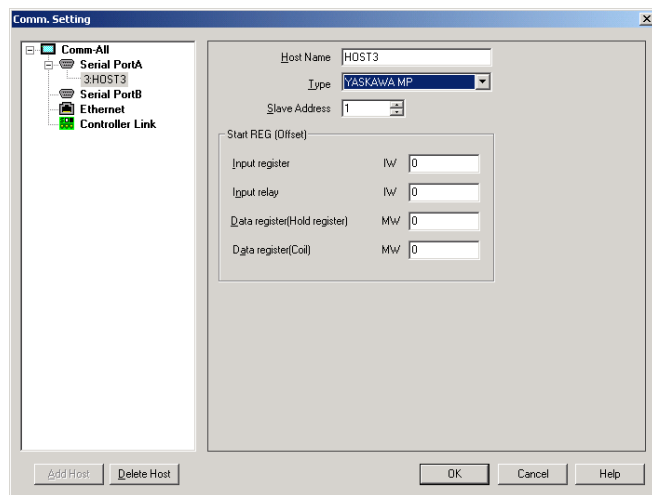 Comm. Setting
Comm-All
Serial PortA
3:HOST3
Serial PortB
Ethernet
Controller Link
Host Name HOST3
Type YASKAWA MP
Slave Address 1
Start REG (Offset)
Input register IW 0
Input relay IW 0
Data register(Hold register) MW 0
Data register(Coil) MW 0
Add Host Delete Host OK Cancel Help